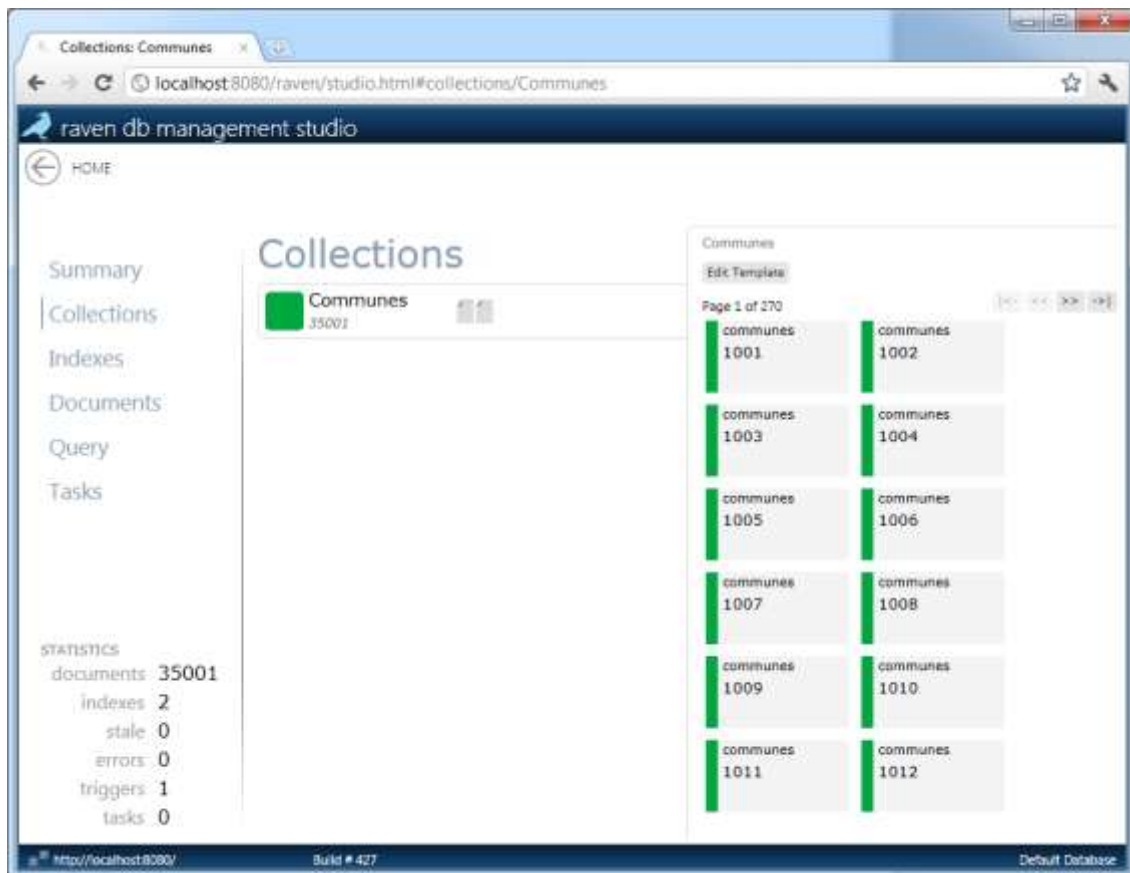 Collections: Communes
localhost:8080/raven/studio.html#collections/Communes
raven db management studio
HOME
Summary
Collections
Indexes
Documents
Query
Tasks
STATISTICS
documents 35001
indexes 2
stale 0
errors 0
triggers 1
tasks 0
Collections
Communes
35001
Communes
Edit Template
Page 1 of 270
|<- << >> ->|
communes
1001
communes
1002
communes
1003
communes
1004
communes
1005
communes
1006
communes
1007
communes
1008
communes
1009
communes
1010
communes
1011
communes
1012
http://localhost:8080/
Build # 427
Default Database